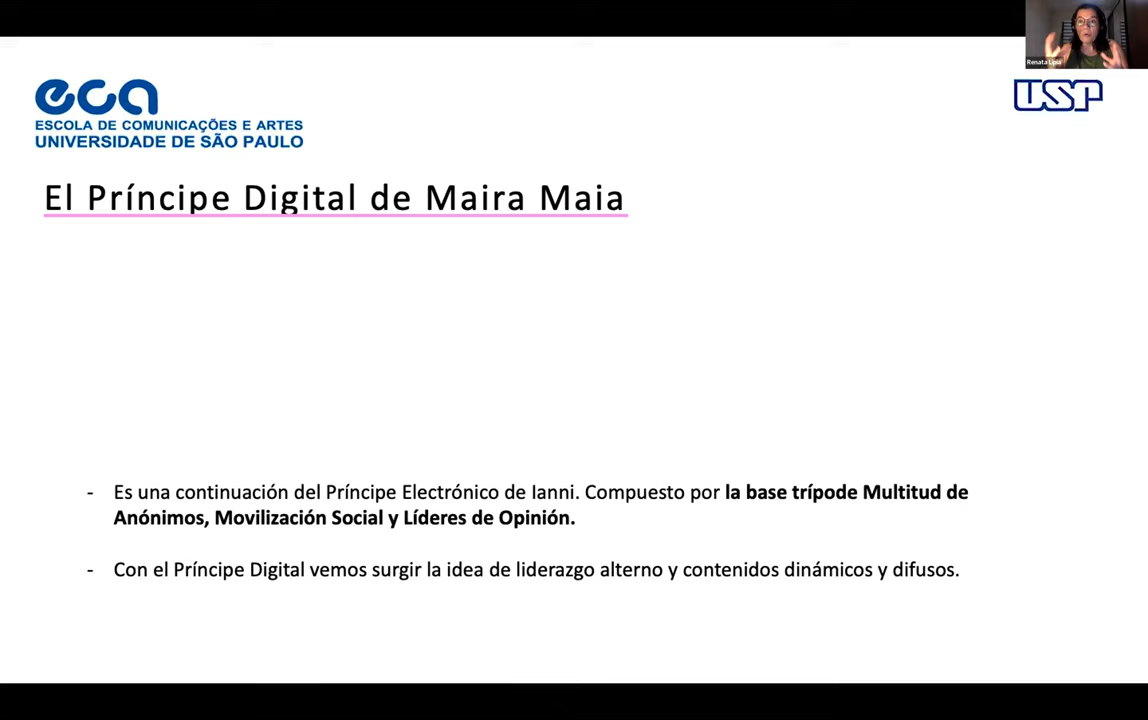 eca
ESCOLA DE COMUNICAÇÕES E ARTES
UNIVERSIDADE DE SÃO PAULO
Renata Lipia
USP
El Príncipe Digital de Maira Maia
- Es una continuación del Príncipe Electrónico de Ianni. Compuesto por la base trípode Multitud de
Anónimos, Movilización Social y Líderes de Opinión.
- Con el Príncipe Digital vemos surgir la idea de liderazgo alterno y contenidos dinámicos y difusos.